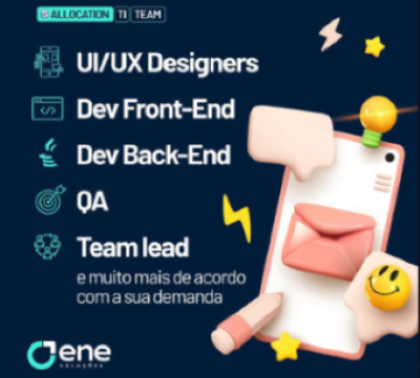 ALLOCATION TI TEAM
UI/UX Designers
Dev Front-End
Dev Back-End
QA
Team lead
e muito mais de acordo
com a sua demanda
ene
SOLUÇÕES